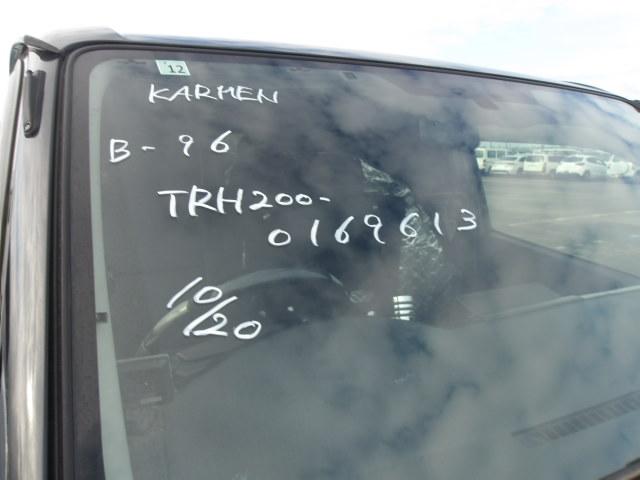 '12
KARMEN
B-96
TRH200-
0169613
10/20